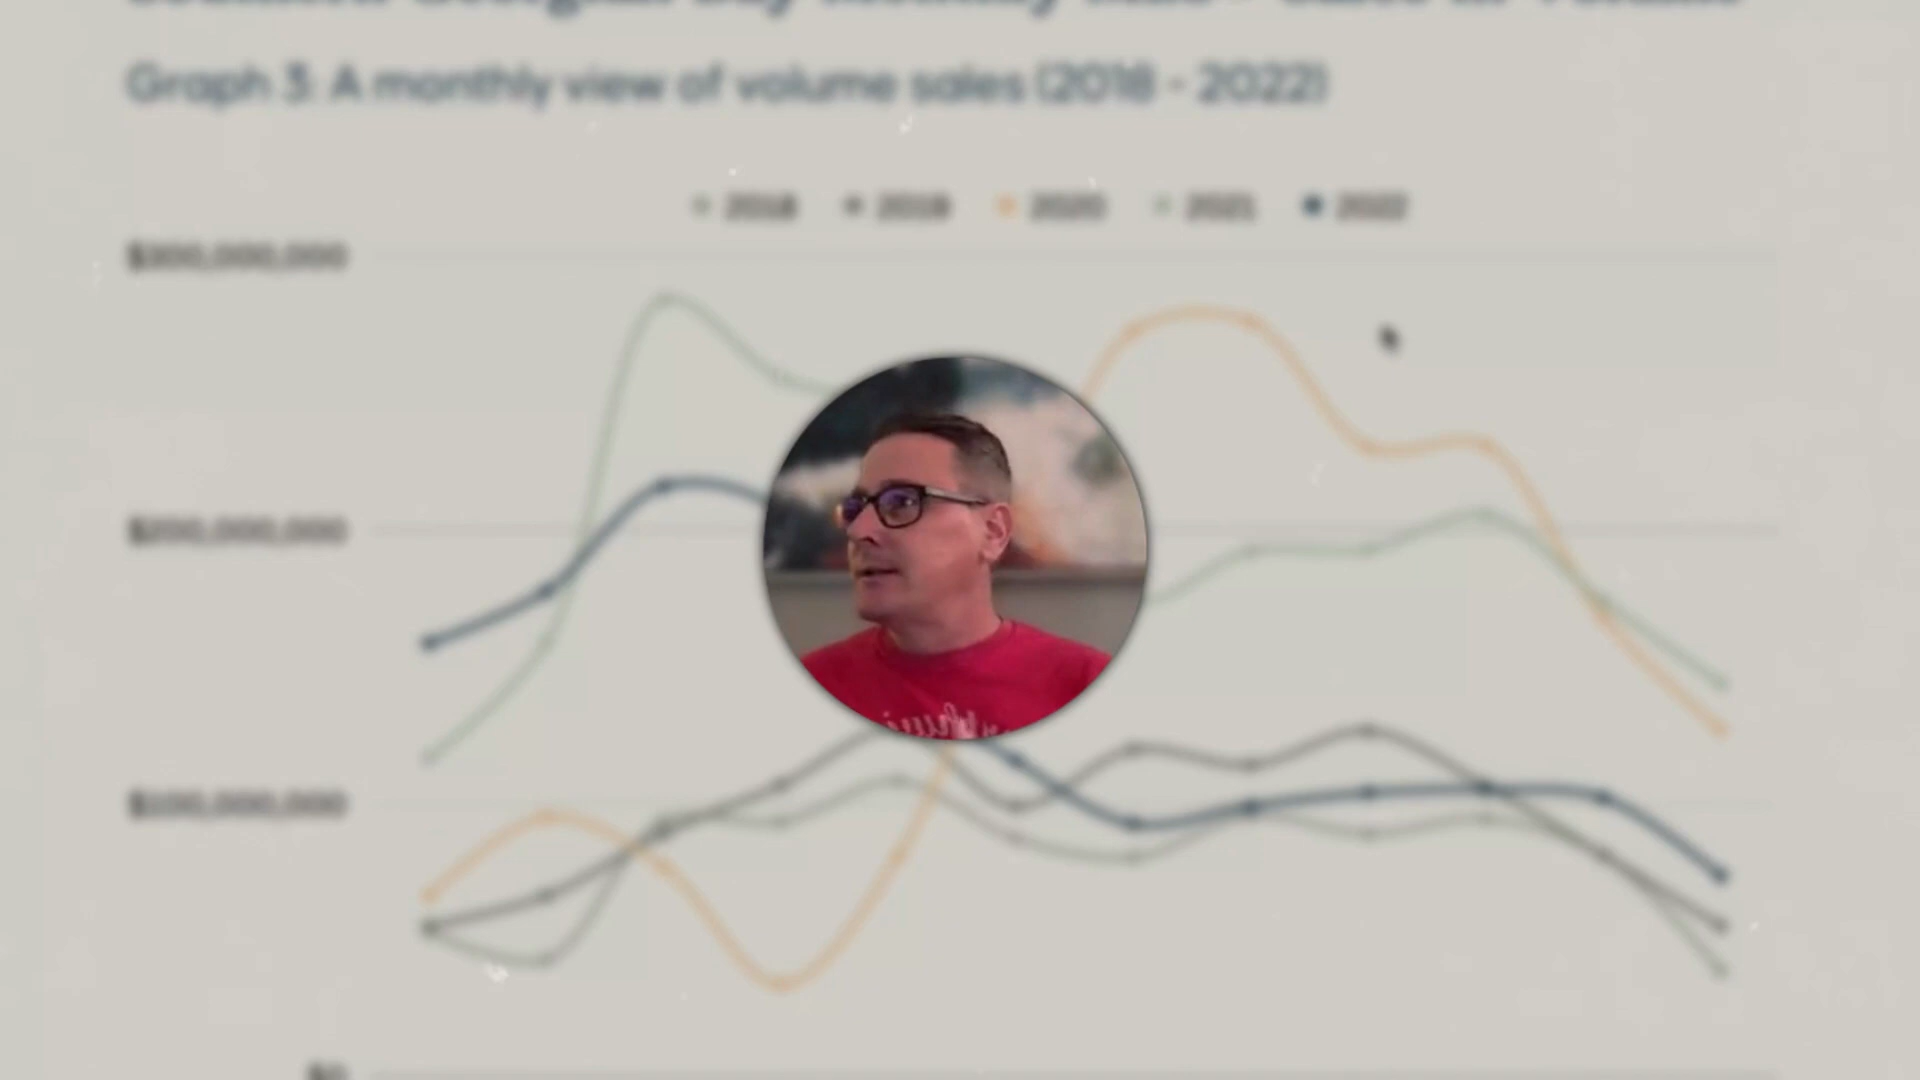 Graph 3: A monthly view of volume sales (2018 - 2022)
2018 2019 2020 2021 2022
$300,000,000
$200,000,000
$100,000,000
$0